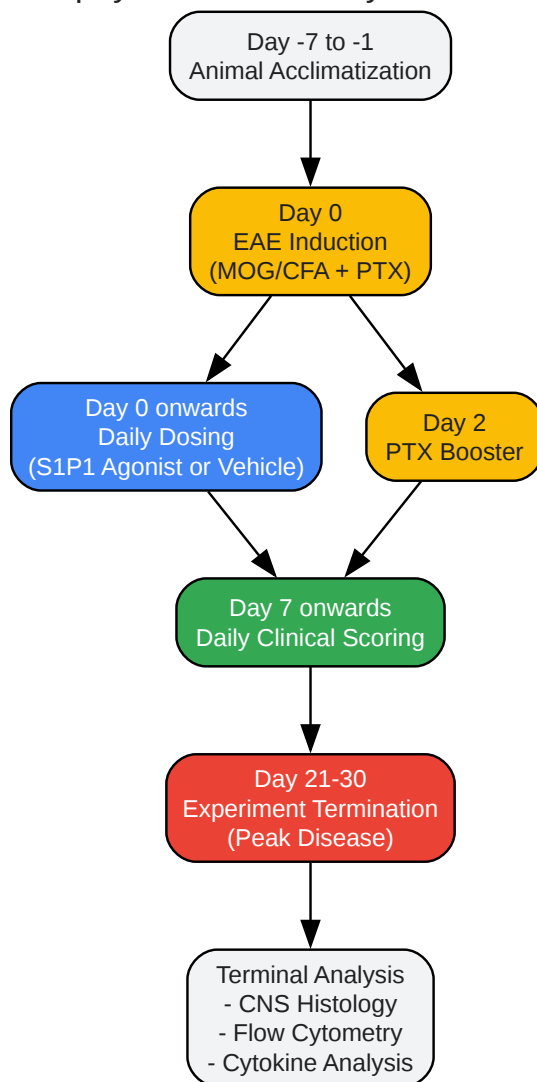 Day -7 to -1
Animal Acclimatization
Day 0
EAE Induction
(MOG/CFA + PTX)
Day 0 onwards
Daily Dosing
(S1P1 Agonist or Vehicle)
Day 2
PTX Booster
Day 7 onwards
Daily Clinical Scoring
Day 21-30
Experiment Termination
(Peak Disease)
Terminal Analysis
- CNS Histology
- Flow Cytometry
- Cytokine Analysis